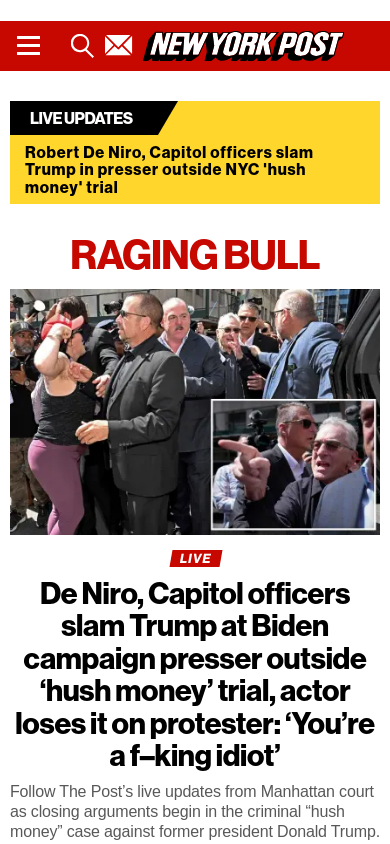 NEW YORK POST
LIVE UPDATES
Robert De Niro, Capitol officers slam
Trump in presser outside NYC 'hush
money' trial
RAGING BULL
LIVE
De Niro, Capitol officers
slam Trump at Biden
campaign presser outside
‘hush money’ trial, actor
loses it on protester: ‘You’re
a f–king idiot’
Follow The Post’s live updates from Manhattan court
as closing arguments begin in the criminal “hush
money” case against former president Donald Trump.